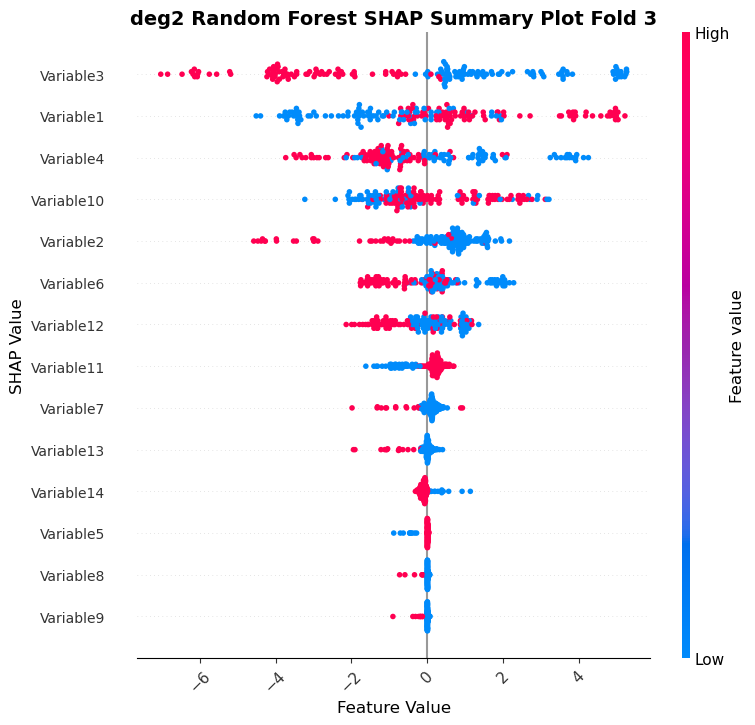 deg2 Random Forest SHAP Summary Plot Fold 3
High
Variable3
Variable1
Variable4
Variable10
Variable2
Variable6
Variable12
Variable11
Variable7
Variable13
Variable14
Variable5
Variable8
Variable9
SHAP Value
Feature value
Low
−6
−4
−2
0
2
4
Feature Value